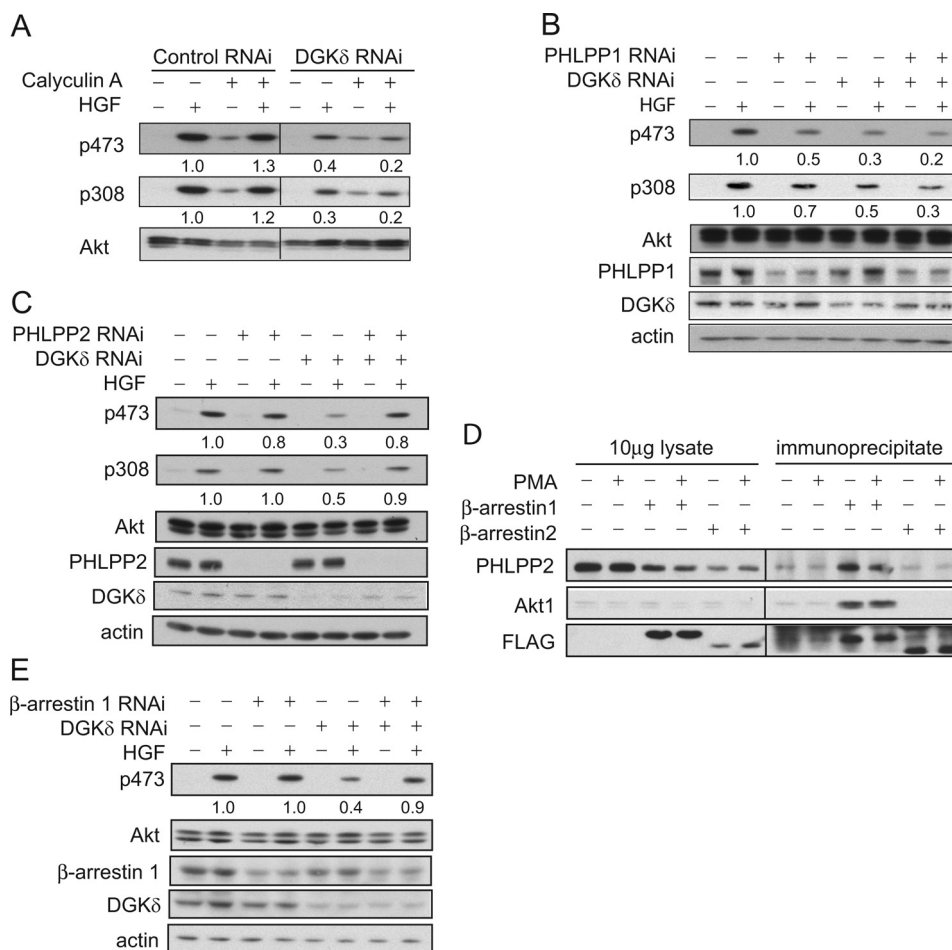 A
Control RNAi DGKδ RNAi
Calyculin A – – + + – – + +
HGF – + – + – + – +
p473
1.0 1.3 0.4 0.2
p308
1.0 1.2 0.3 0.2
Akt
B
PHLPP1 RNAi – – + + – – + +
DGKδ RNAi – – – – + + + +
HGF – + – + – + – +
p473
1.0 0.5 0.3 0.2
p308
1.0 0.7 0.5 0.3
Akt
PHLPP1
DGKδ
actin
C
PHLPP2 RNAi – – + + – – + +
DGKδ RNAi – – – – + + + +
HGF – + – + – + – +
p473
1.0 0.8 0.3 0.8
p308
1.0 1.0 0.5 0.9
Akt
PHLPP2
DGKδ
actin
D
10μg lysate immunoprecipitate
PMA – + – + – + – + – + – +
β-arrestin1 – – + + – – – – + + – –
β-arrestin2 – – – – + + – – – – + +
PHLPP2
Akt1
FLAG
E
β-arrestin 1 RNAi – – + + – – + +
DGKδ RNAi – – – – + + + +
HGF – + – + – + – +
p473
1.0 1.0 0.4 0.9
Akt
β-arrestin 1
DGKδ
actin